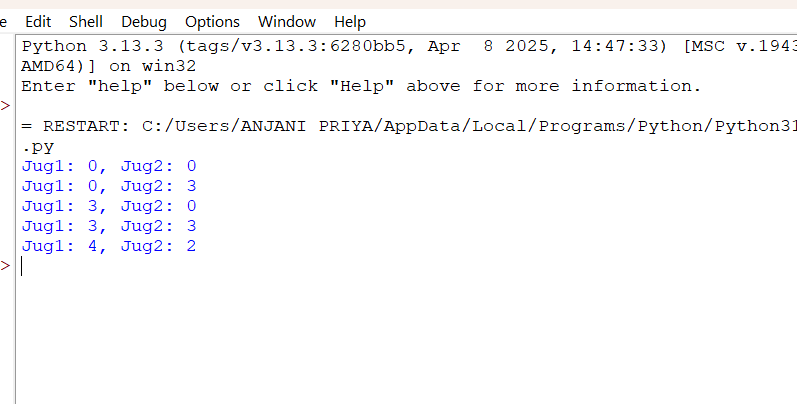 e Edit Shell Debug Options Window Help
Python 3.13.3 (tags/v3.13.3:6280bb5, Apr  8 2025, 14:47:33) [MSC v.1943
AMD64)] on win32
Enter "help" below or click "Help" above for more information.
>
= RESTART: C:/Users/ANJANI PRIYA/AppData/Local/Programs/Python/Python31
.py
Jug1: 0, Jug2: 0
Jug1: 0, Jug2: 3
Jug1: 3, Jug2: 0
Jug1: 3, Jug2: 3
Jug1: 4, Jug2: 2
>